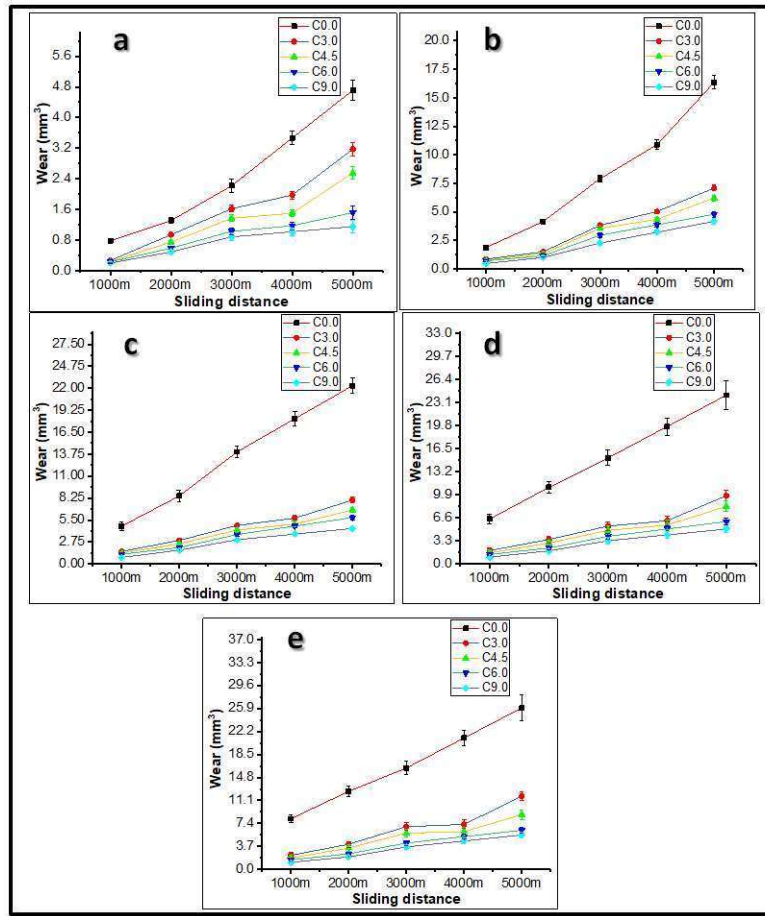 a
C0.0
C3.0
C4.5
C6.0
C9.0
5.6
4.8
4.0
3.2
2.4
1.6
0.8
0.0
Wear (mm³)
1000m 2000m 3000m 4000m 5000m
Sliding distance
b
C0.0
C3.0
C4.5
C6.0
C9.0
20.0
17.5
15.0
12.5
10.0
7.5
5.0
2.5
0.0
Wear (mm³)
1000m 2000m 3000m 4000m 5000m
Sliding distance
c
C0.0
C3.0
C4.5
C6.0
C9.0
27.50
24.75
22.00
19.25
16.50
13.75
11.00
8.25
5.50
2.75
0.00
Wear (mm³)
1000m 2000m 3000m 4000m 5000m
Sliding distance
d
C0.0
C3.0
C4.5
C6.0
C9.0
33.0
29.7
26.4
23.1
19.8
16.5
13.2
9.9
6.6
3.3
0.0
Wear (mm³)
1000m 2000m 3000m 4000m 5000m
Sliding distance
e
C0.0
C3.0
C4.5
C6.0
C9.0
37.0
33.3
29.6
25.9
22.2
18.5
14.8
11.1
7.4
3.7
0.0
Wear (mm³)
1000m 2000m 3000m 4000m 5000m
Sliding distance